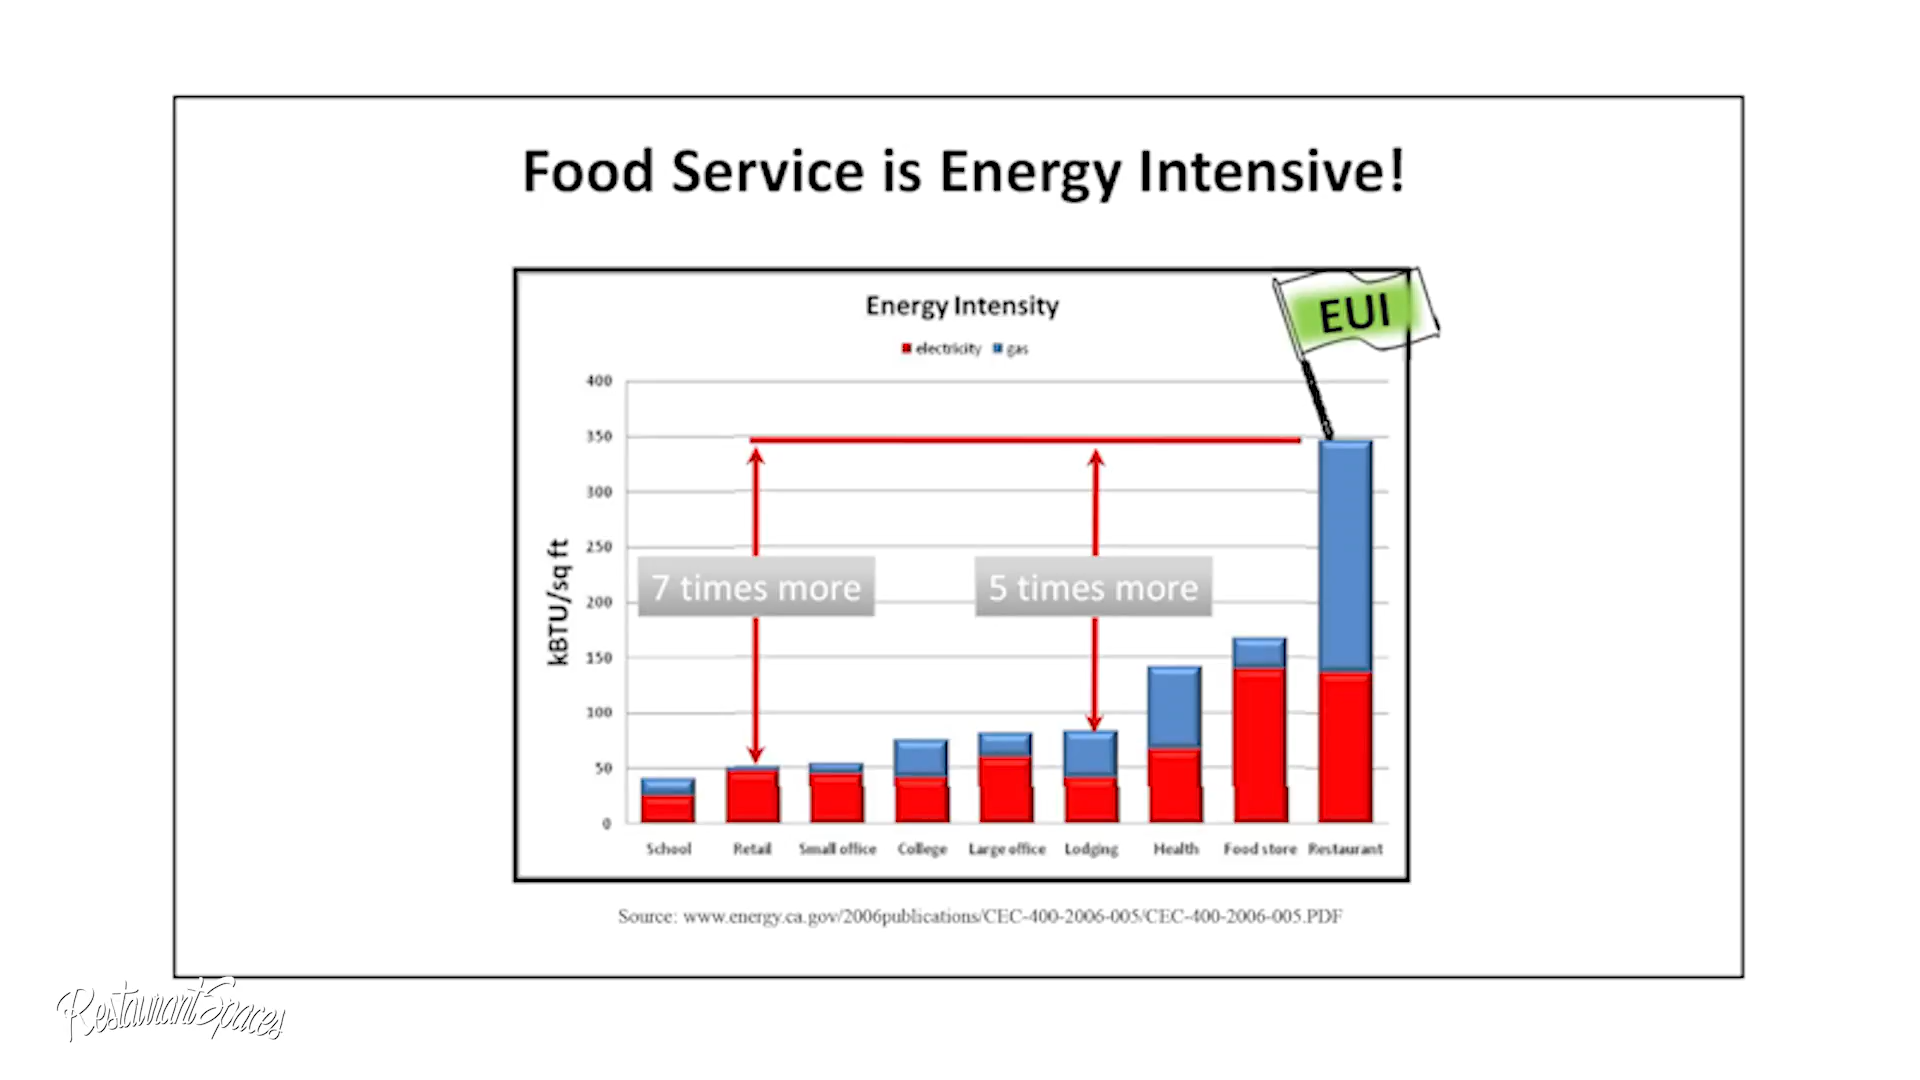 Food Service is Energy Intensive!
Energy Intensity
EUI
electricity gas
400
350
300
250
200
150
100
50
0
kBTU/sq ft
7 times more
5 times more
School Retail Small office College Large office Lodging Health Food store Restaurant
Source: www.energy.ca.gov/2006publications/CEC-400-2006-005/CEC-400-2006-005.PDF
RestaurantSpaces